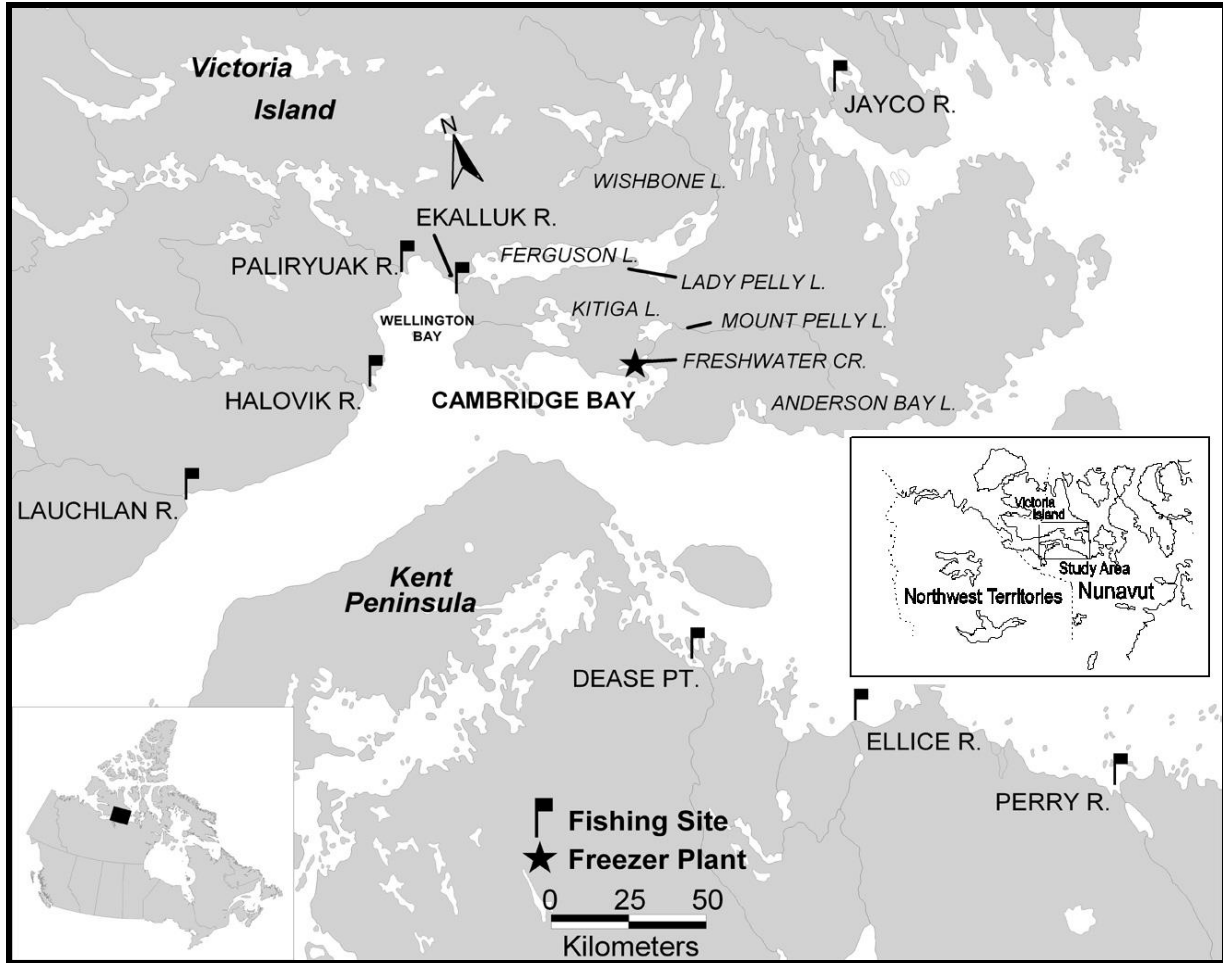 Victoria
Island
JAYCO R.
N
WISHBONE L.
EKALLUK R.
FERGUSON L.
PALIRYUAK R.
LADY PELLY L.
KITIGA L.
WELLINGTON
BAY
MOUNT PELLY L.
FRESHWATER CR.
HALOVIK R.
CAMBRIDGE BAY
ANDERSON BAY L.
LAUCHLAN R.
Victoria
Island
Study Area
Northwest Territories
Nunavut
Kent
Peninsula
DEASE PT.
ELLICE R.
PERRY R.
Fishing Site
Freezer Plant
0 25 50
Kilometers